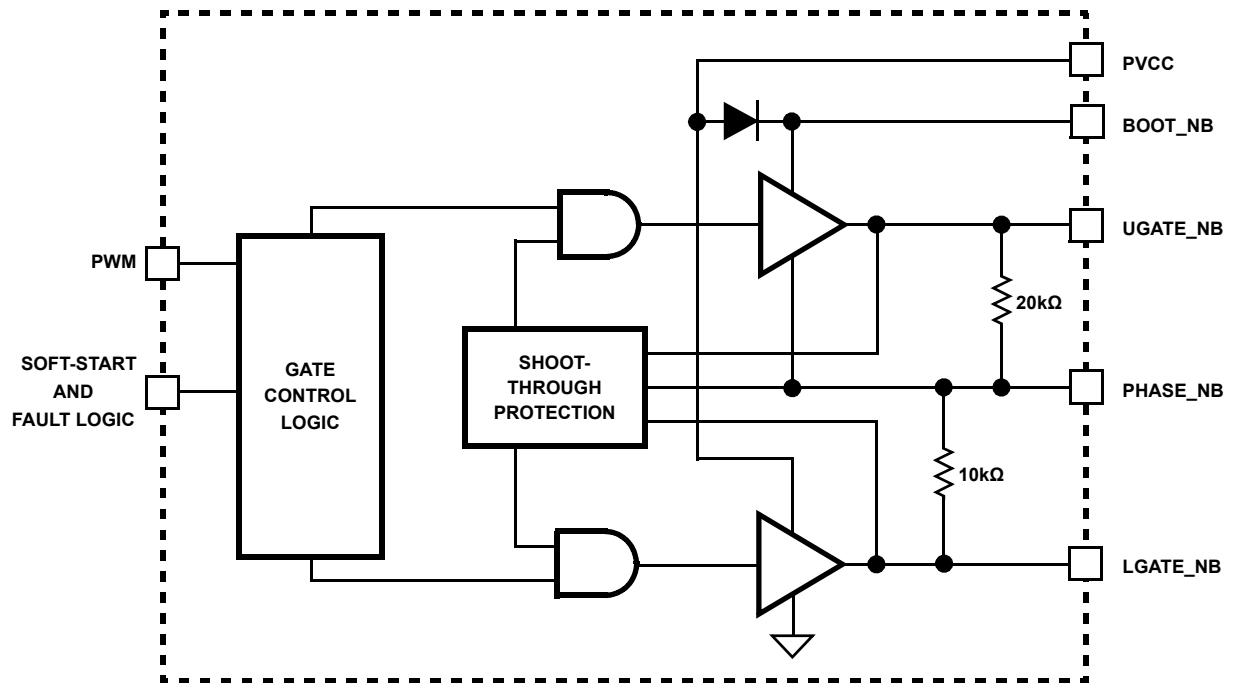 PVCC
BOOT_NB
UGATE_NB
PWM
20kΩ
SOFT-START
AND
FAULT LOGIC
GATE
CONTROL
LOGIC
SHOOT-
THROUGH
PROTECTION
PHASE_NB
10kΩ
LGATE_NB